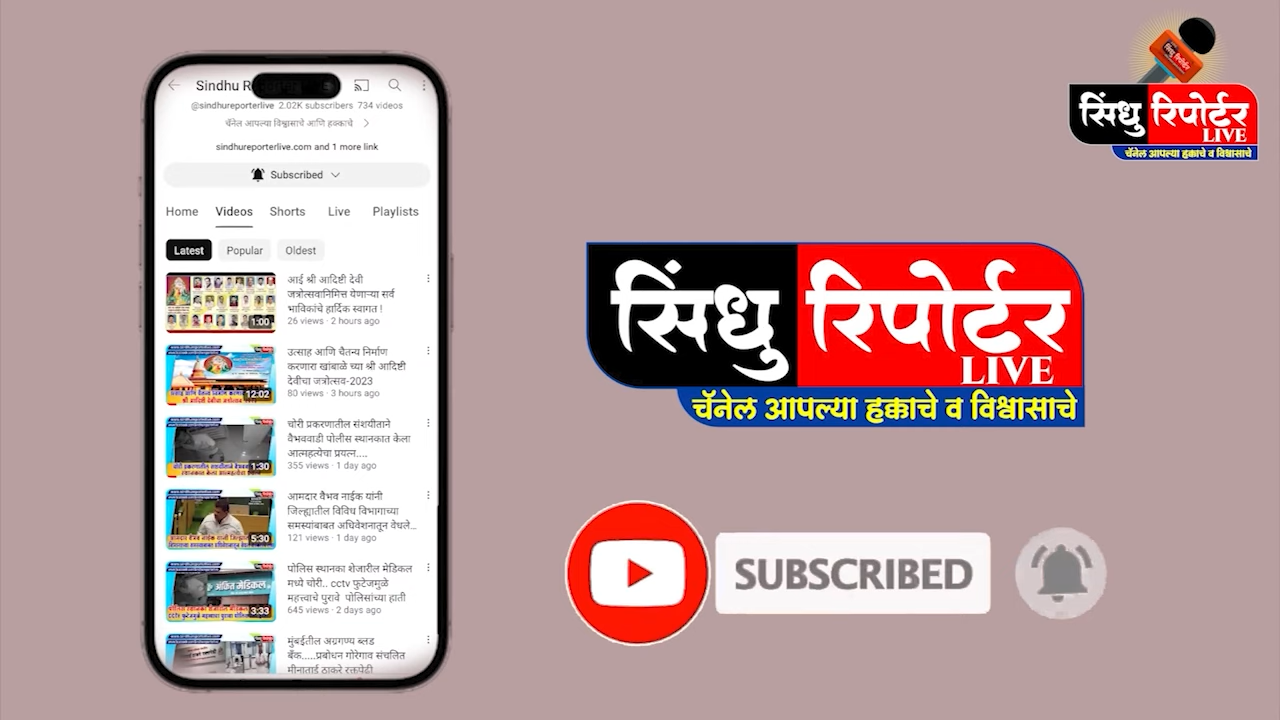 Sindhu R
@sindhureporterlive 2.02K subscribers 734 videos
चॅनेल आपल्या विश्वासाचे आणि हक्काचे
sindhureporterlive.com and 1 more link
Subscribed
Home Videos Shorts Live Playlists
Latest Popular Oldest
आई श्री आदिष्टी देवी
जत्रोत्सवानिमित्त येणाऱ्या सर्व
भाविकांचे हार्दिक स्वागत !
26 views · 2 hours ago
1:00
उत्साह आणि चैतन्य निर्माण
करणारा खांबाळे च्या श्री आदिष्टी
देवीचा जत्रोत्सव-2023
80 views · 3 hours ago
12:02
चोरी प्रकरणातील संशयीताने
वैभववाडी पोलीस स्थानकात केला
आत्महत्येचा प्रयत्न....
355 views · 1 day ago
1:30
आमदार वैभव नाईक यांनी
जिल्ह्यातील विविध विभागाच्या
समस्यांबाबत अधिवेशनातून वेधले...
121 views · 1 day ago
5:30
पोलिस स्थानका शेजारील मेडिकल
मध्ये चोरी.. cctv फुटेजमुळे
महत्त्वाचे पुरावे पोलिसांच्या हाती
645 views · 2 days ago
3:33
मुंबईतील अग्रगण्य ब्लड
बँक.....प्रबोधन गोरेगाव संचलित
मीनाताई ठाकरे रक्तपेढी
सिंधु रिपोर्टर
LIVE
चॅनेल आपल्या हक्काचे व विश्वासाचे
सिंधु रिपोर्टर
LIVE
चॅनेल आपल्या हक्काचे व विश्वासाचे
SUBSCRIBED